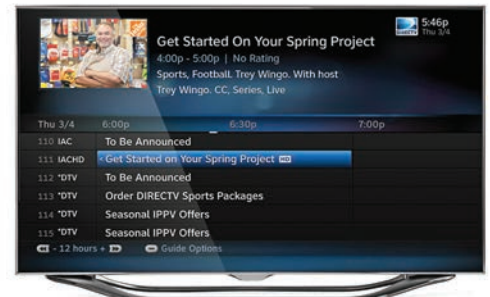 Get Started On Your Spring Project
4:00p - 5:00p | No Rating
Sports, Football. Trey Wingo. With host
Trey Wingo. CC, Series, Live
DIRECTV
5:46p
Thu 3/4
Thu 3/4 6:00p 6:30p 7:00p
110 IAC To Be Announced
111 IACHD Get Started on Your Spring Project HD
112 *DTV To Be Announced
113 *DTV Order DIRECTV Sports Packages
114 *DTV Seasonal IPPV Offers
115 *DTV Seasonal IPPV Offers
- 12 hours + Guide Options